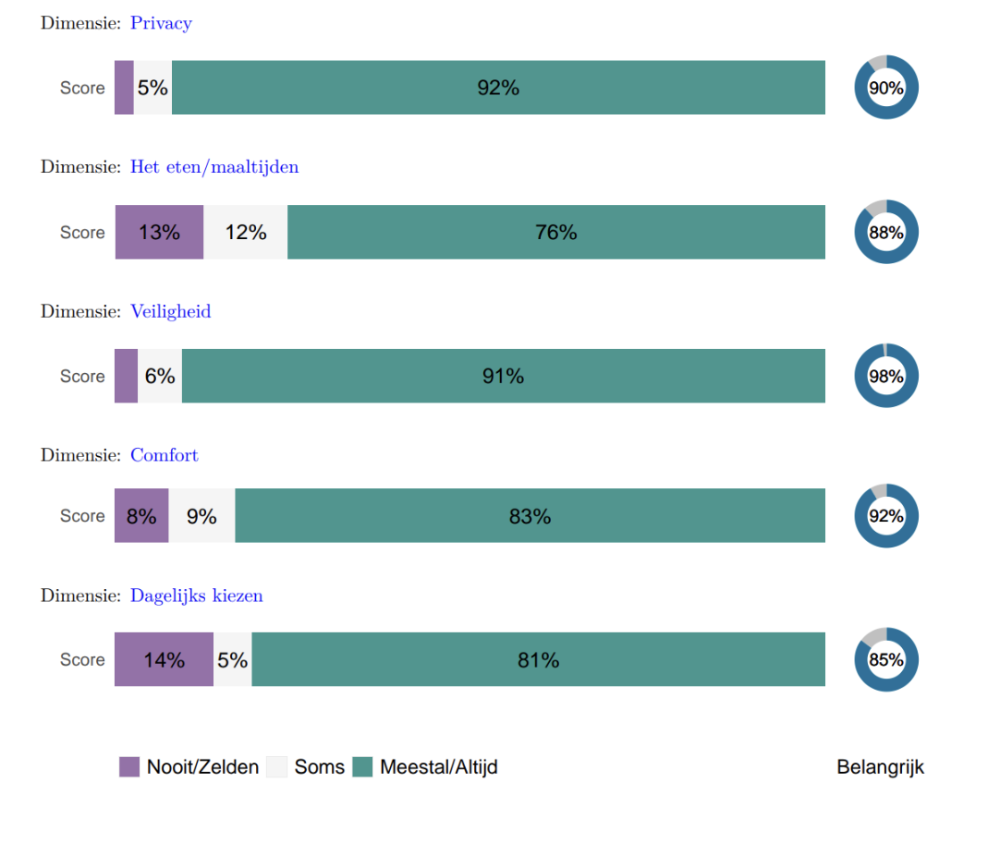 Dimensie: Privacy
Score 5% 92% 90%
Dimensie: Het eten/maaltijden
Score 13% 12% 76% 88%
Dimensie: Veiligheid
Score 6% 91% 98%
Dimensie: Comfort
Score 8% 9% 83% 92%
Dimensie: Dagelijks kiezen
Score 14% 5% 81% 85%
Nooit/Zelden Soms Meestal/Altijd Belangrijk